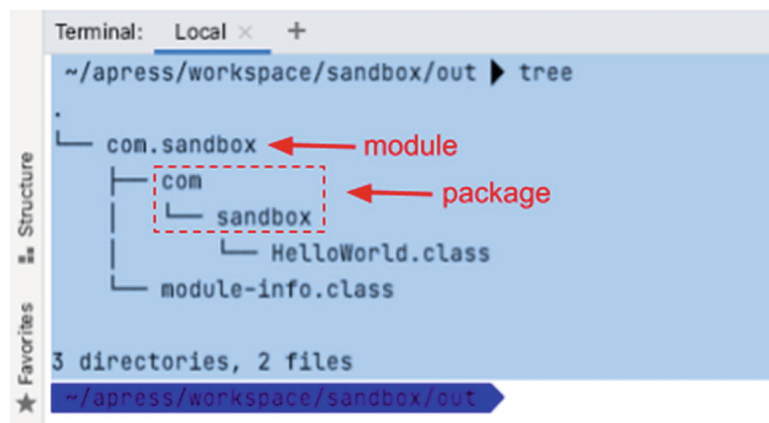 Terminal: Local × +
~/apress/workspace/sandbox/out ▶ tree
.
└── com.sandbox module
├── com
│ └── sandbox package
│ └── HelloWorld.class
└── module-info.class
3 directories, 2 files
~/apress/workspace/sandbox/out
Structure
Favorites